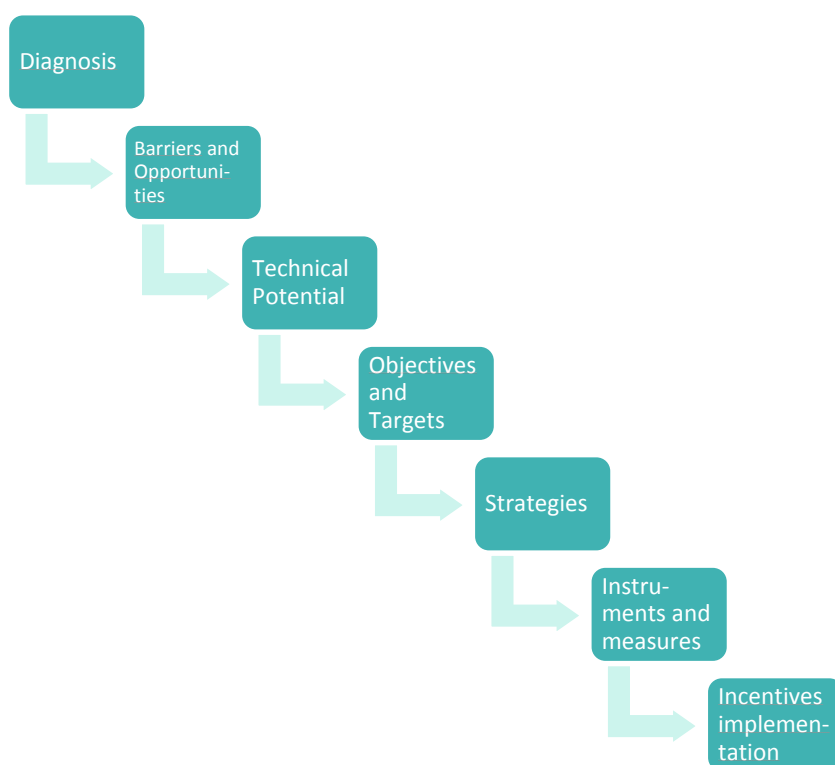 Diagnosis
Barriers and
Opportuni-
ties
Technical
Potential
Objectives
and
Targets
Strategies
Instru-
ments and
measures
Incentives
implemen-
tation